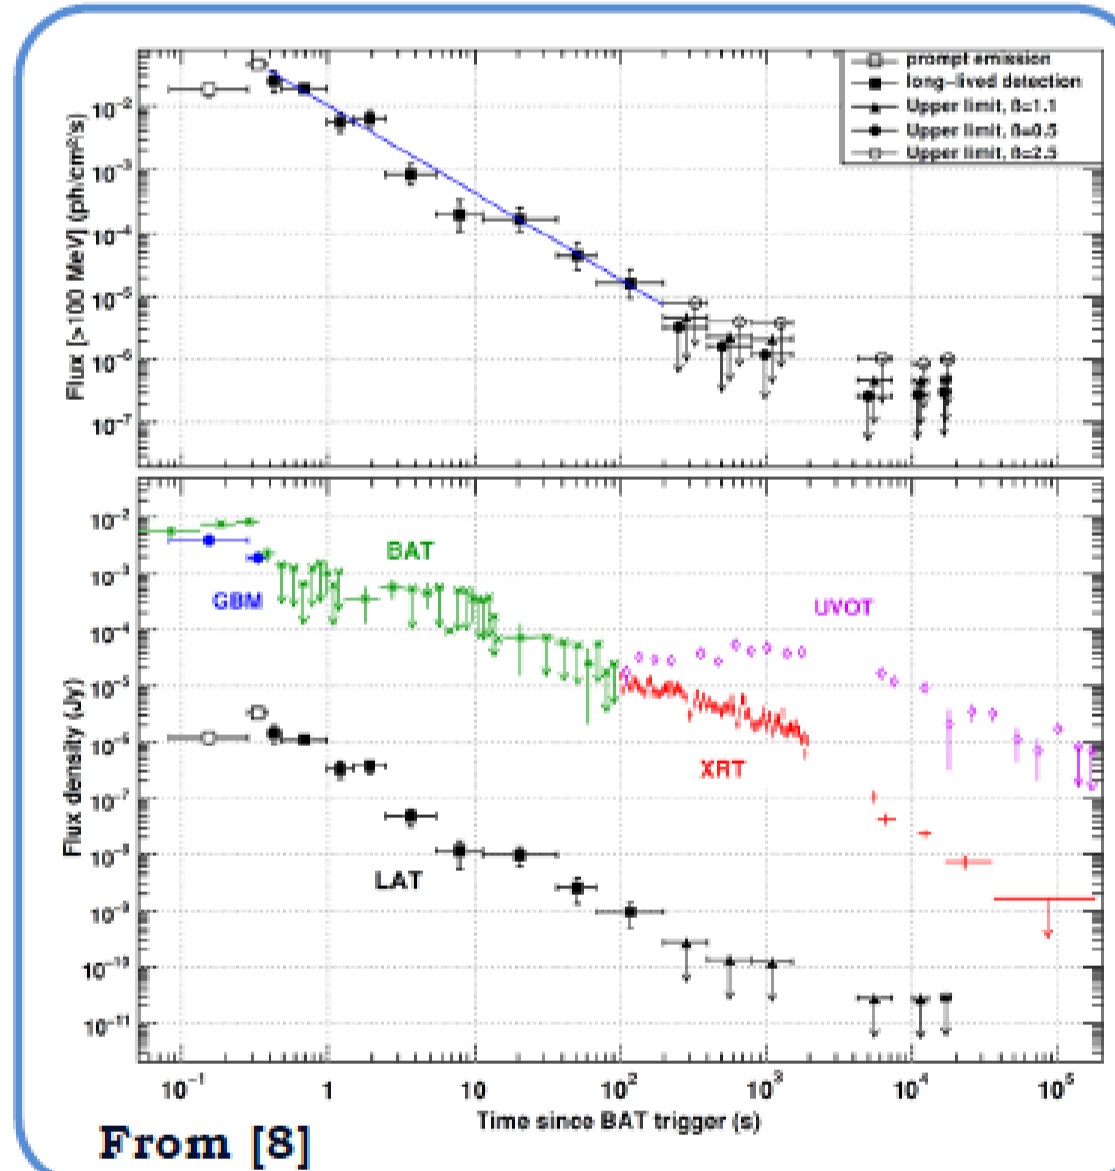 prompt emission
long-lived detection
Upper limit, ß=1.1
Upper limit, ß=0.5
Upper limit, ß=2.5
Flux [>100 MeV] (ph/cm²/s)
10⁻²
10⁻³
10⁻⁴
10⁻⁵
10⁻⁶
10⁻⁷
Flux density (Jy)
10⁻²
10⁻³
10⁻⁴
10⁻⁵
10⁻⁶
10⁻⁷
10⁻⁸
10⁻⁹
10⁻¹⁰
10⁻¹¹
BAT
GBM
UVOT
XRT
LAT
10⁻¹ 1 10 10² 10³ 10⁴ 10⁵
Time since BAT trigger (s)
From [8]